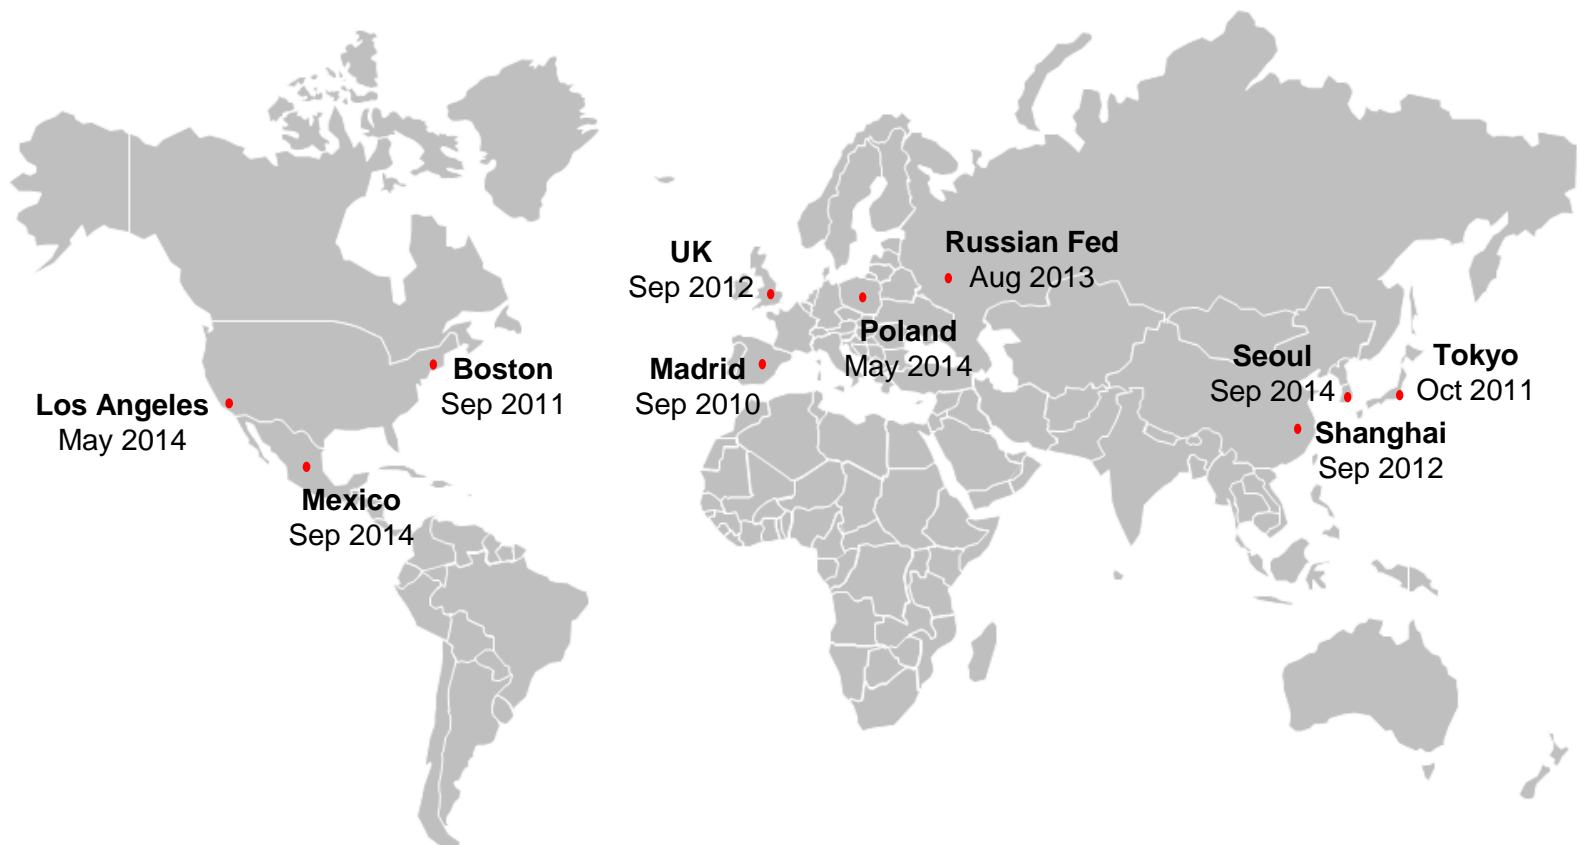 Russian Fed
Aug 2013
UK
Sep 2012
Poland
May 2014
Madrid
Sep 2010
Boston
Sep 2011
Los Angeles
May 2014
Mexico
Sep 2014
Seoul
Sep 2014
Tokyo
Oct 2011
Shanghai
Sep 2012